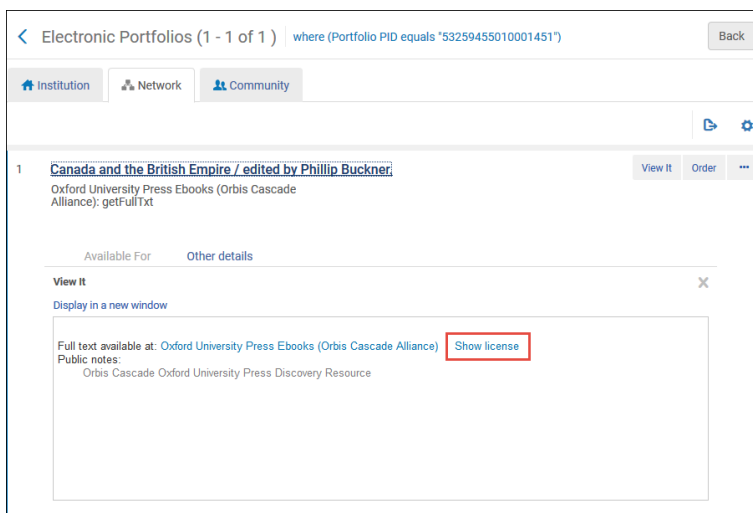 Electronic Portfolios (1 - 1 of 1 ) where (Portfolio PID equals "53259455010001451") Back
Institution Network Community
1 Canada and the British Empire / edited by Phillip Buckner. View It Order
Oxford University Press Ebooks (Orbis Cascade
Alliance): getFullTxt
Available For Other details
View It
Display in a new window
Full text available at: Oxford University Press Ebooks (Orbis Cascade Alliance) Show license
Public notes:
Orbis Cascade Oxford University Press Discovery Resource